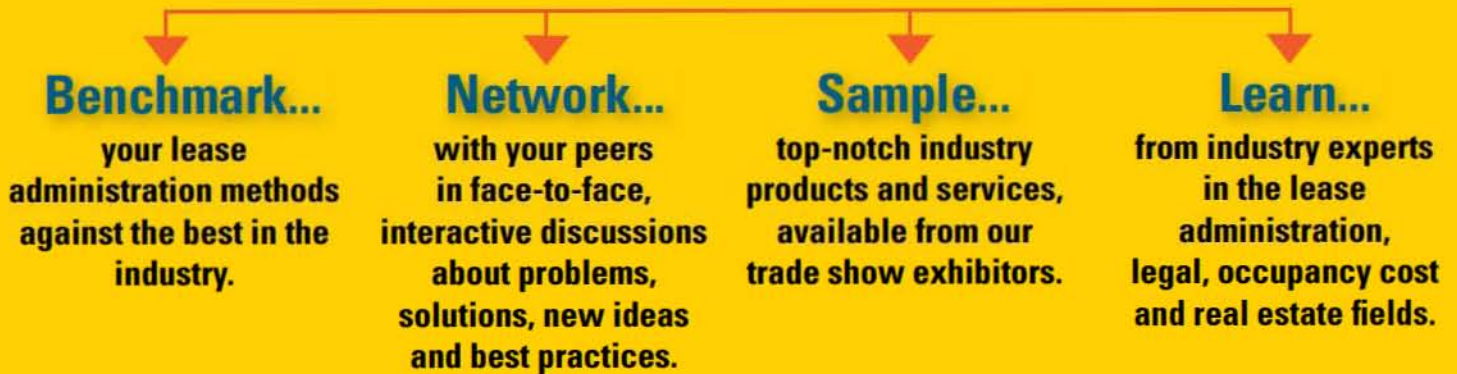 Benchmark...
your lease
administration methods
against the best in the
industry.
Network...
with your peers
in face-to-face,
interactive discussions
about problems,
solutions, new ideas
and best practices.
Sample...
top-notch industry
products and services,
available from our
trade show exhibitors.
Learn...
from industry experts
in the lease
administration,
legal, occupancy cost
and real estate fields.